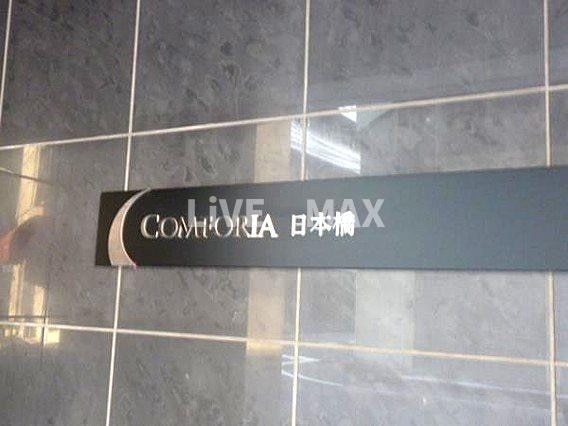 LiVE MAX
COMFORIA 日本橋